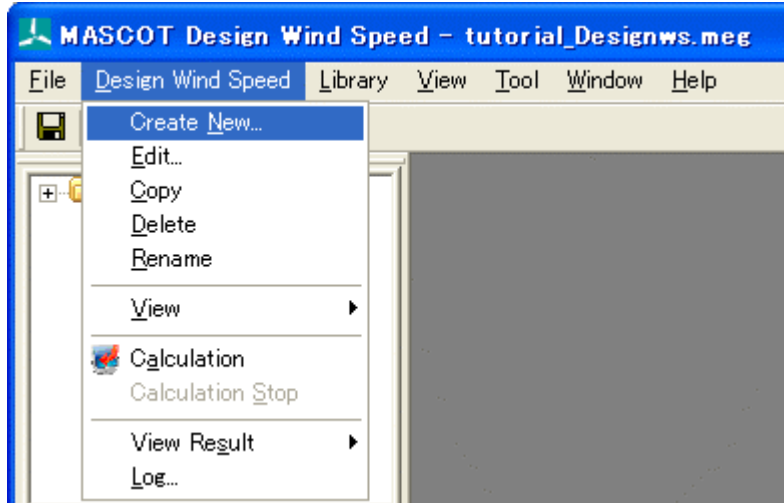 MASCOT Design Wind Speed - tutorial_Designws.meg
File Design Wind Speed Library View Tool Window Help
Create New...
Edit...
Copy
Delete
Rename
View
Calculation
Calculation Stop
View Result
Log...